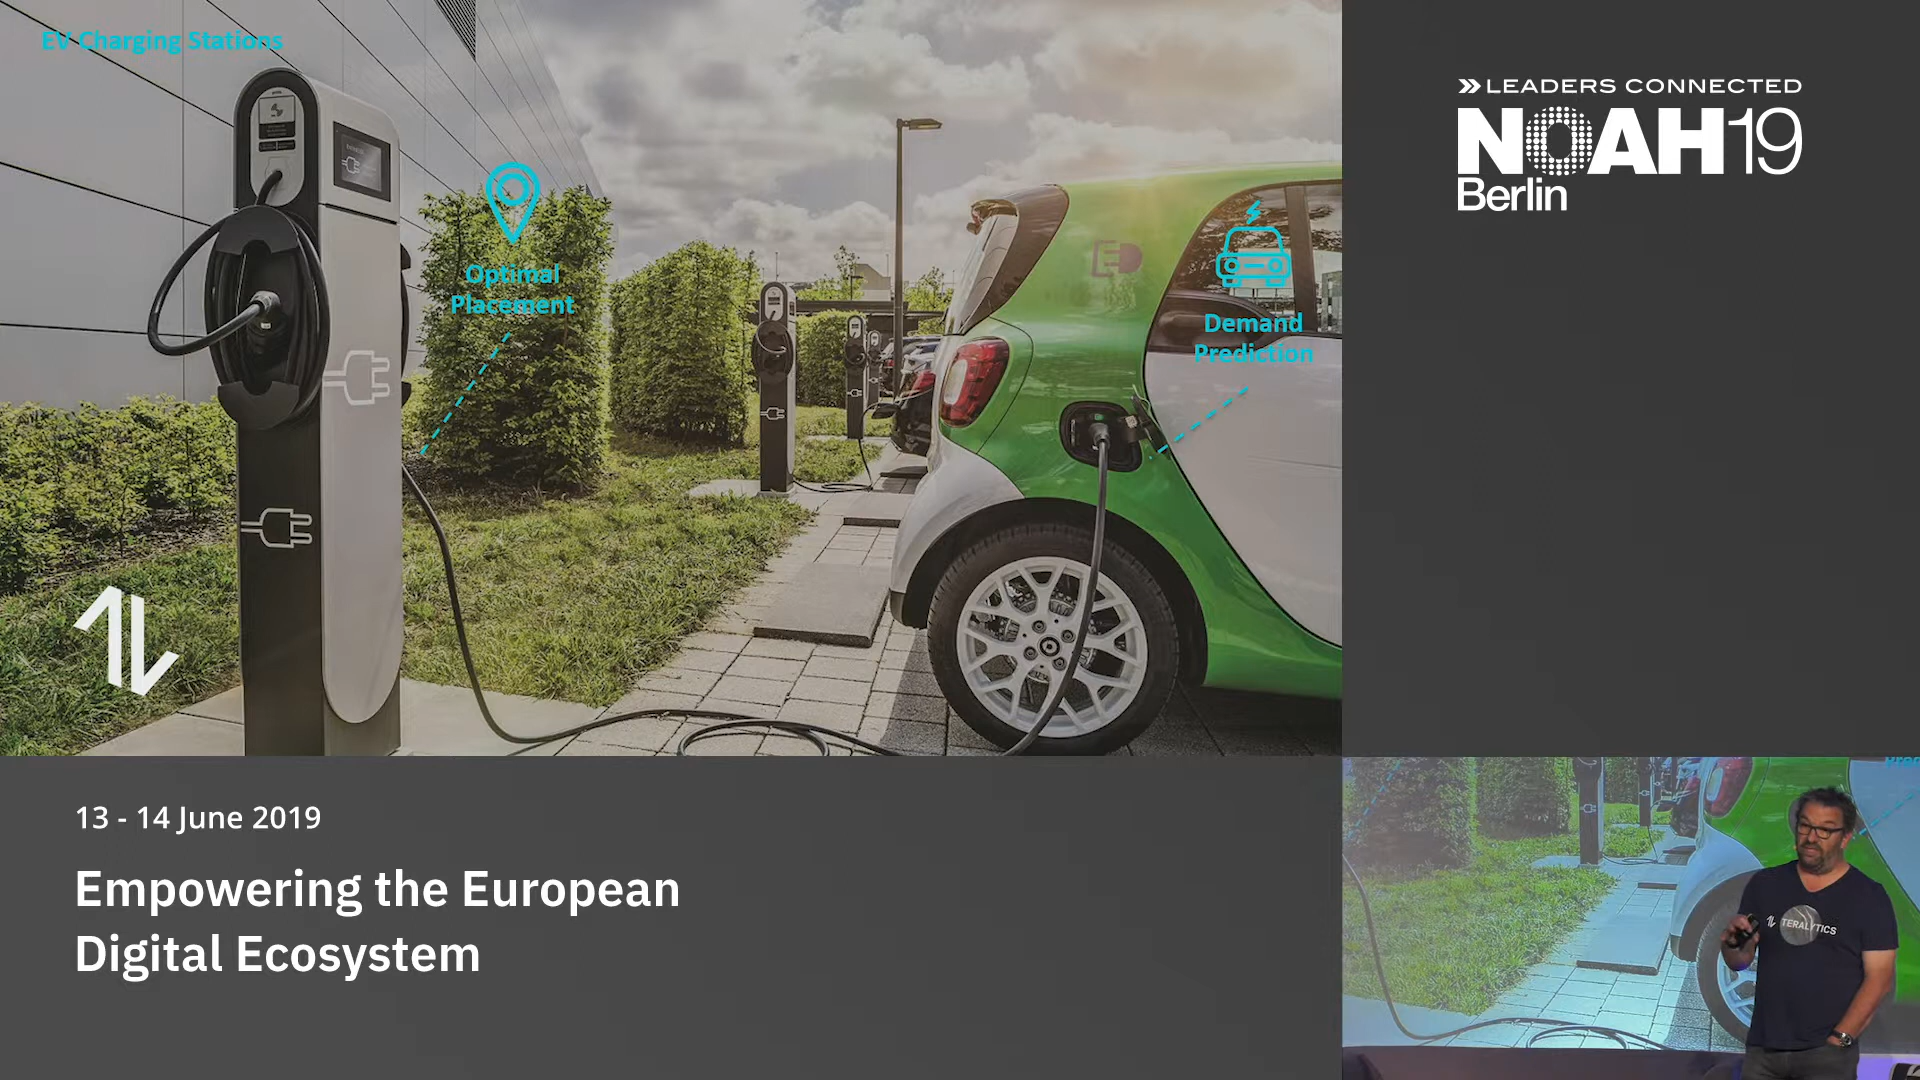 EV Charging Stations
LEADERS CONNECTED
NOAH19
Berlin
Optimal
Placement
Demand
Prediction
ED
13 - 14 June 2019
Empowering the European
Digital Ecosystem
TERALYTICS